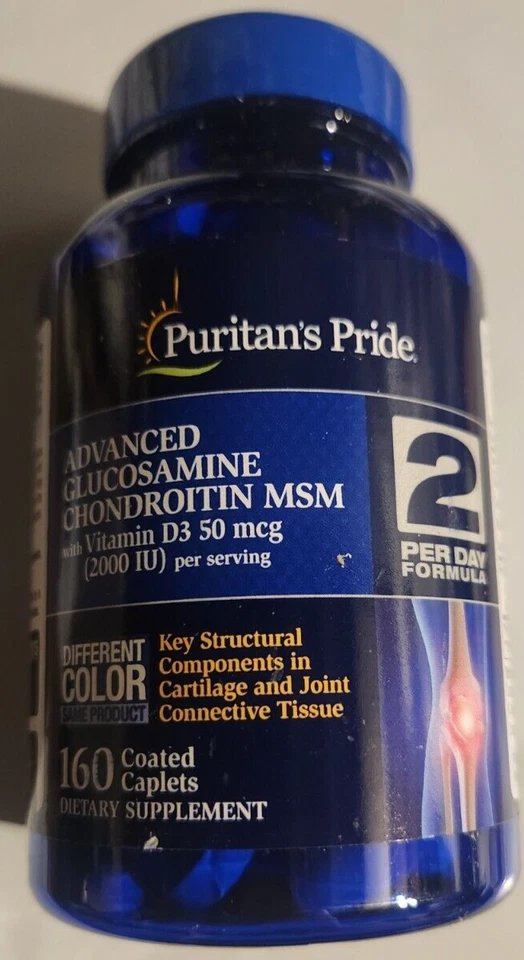 Puritan's Pride®
ADVANCED
GLUCOSAMINE
CHONDROITIN MSM
with Vitamin D3 50 mcg
(2000 IU) per serving
2
PER DAY
FORMULA
DIFFERENT
COLOR
SAME PRODUCT
Key Structural
Components in
Cartilage and Joint
Connective Tissue
160 Coated
Caplets
DIETARY SUPPLEMENT